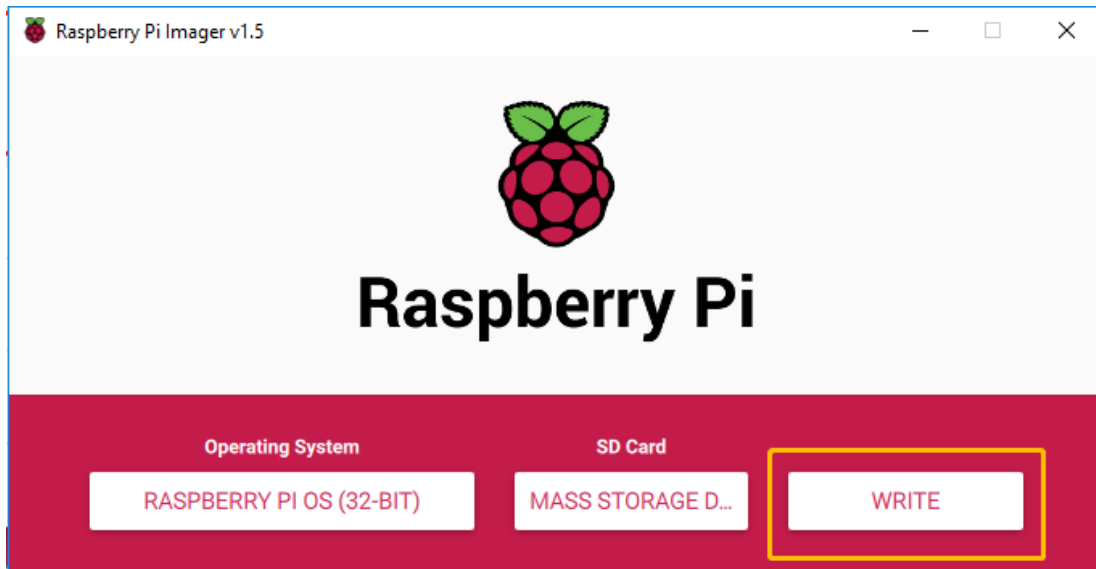 Raspberry Pi Imager v1.5
Raspberry Pi
Operating System
SD Card
RASPBERRY PI OS (32-BIT)
MASS STORAGE D...
WRITE